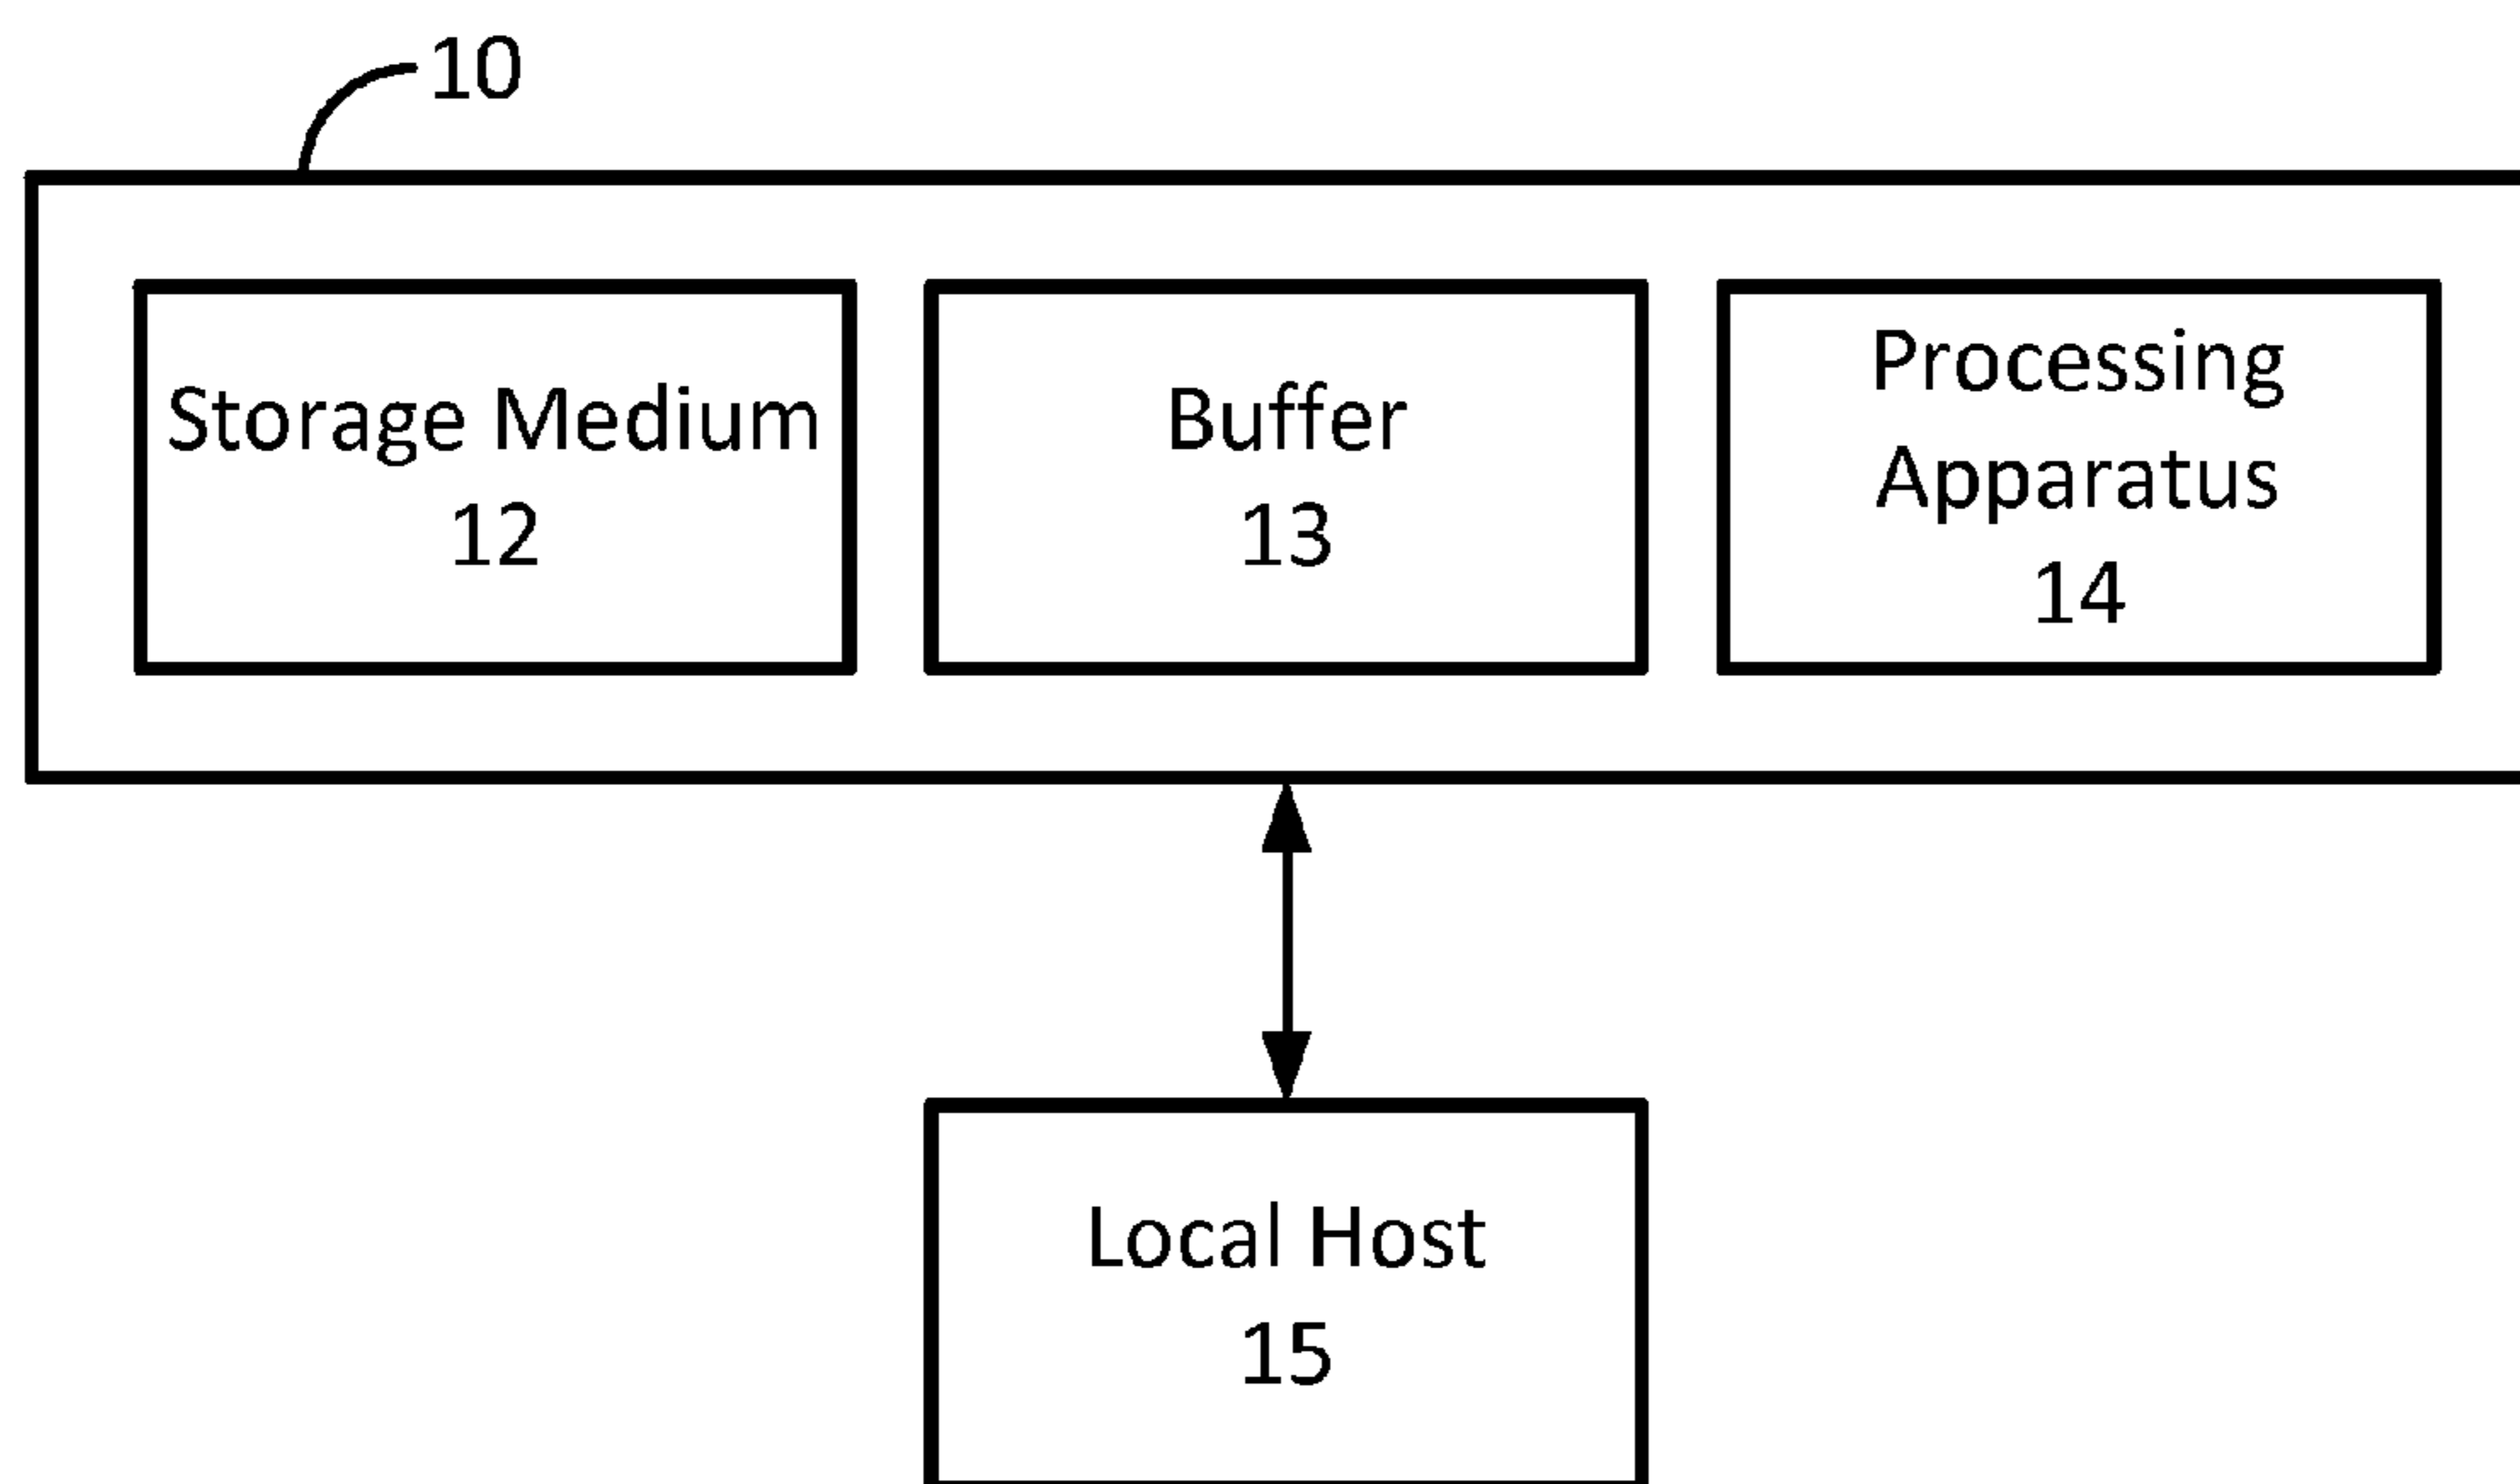 10
Storage Medium
12
Buffer
13
Processing
Apparatus
14
Local Host
15